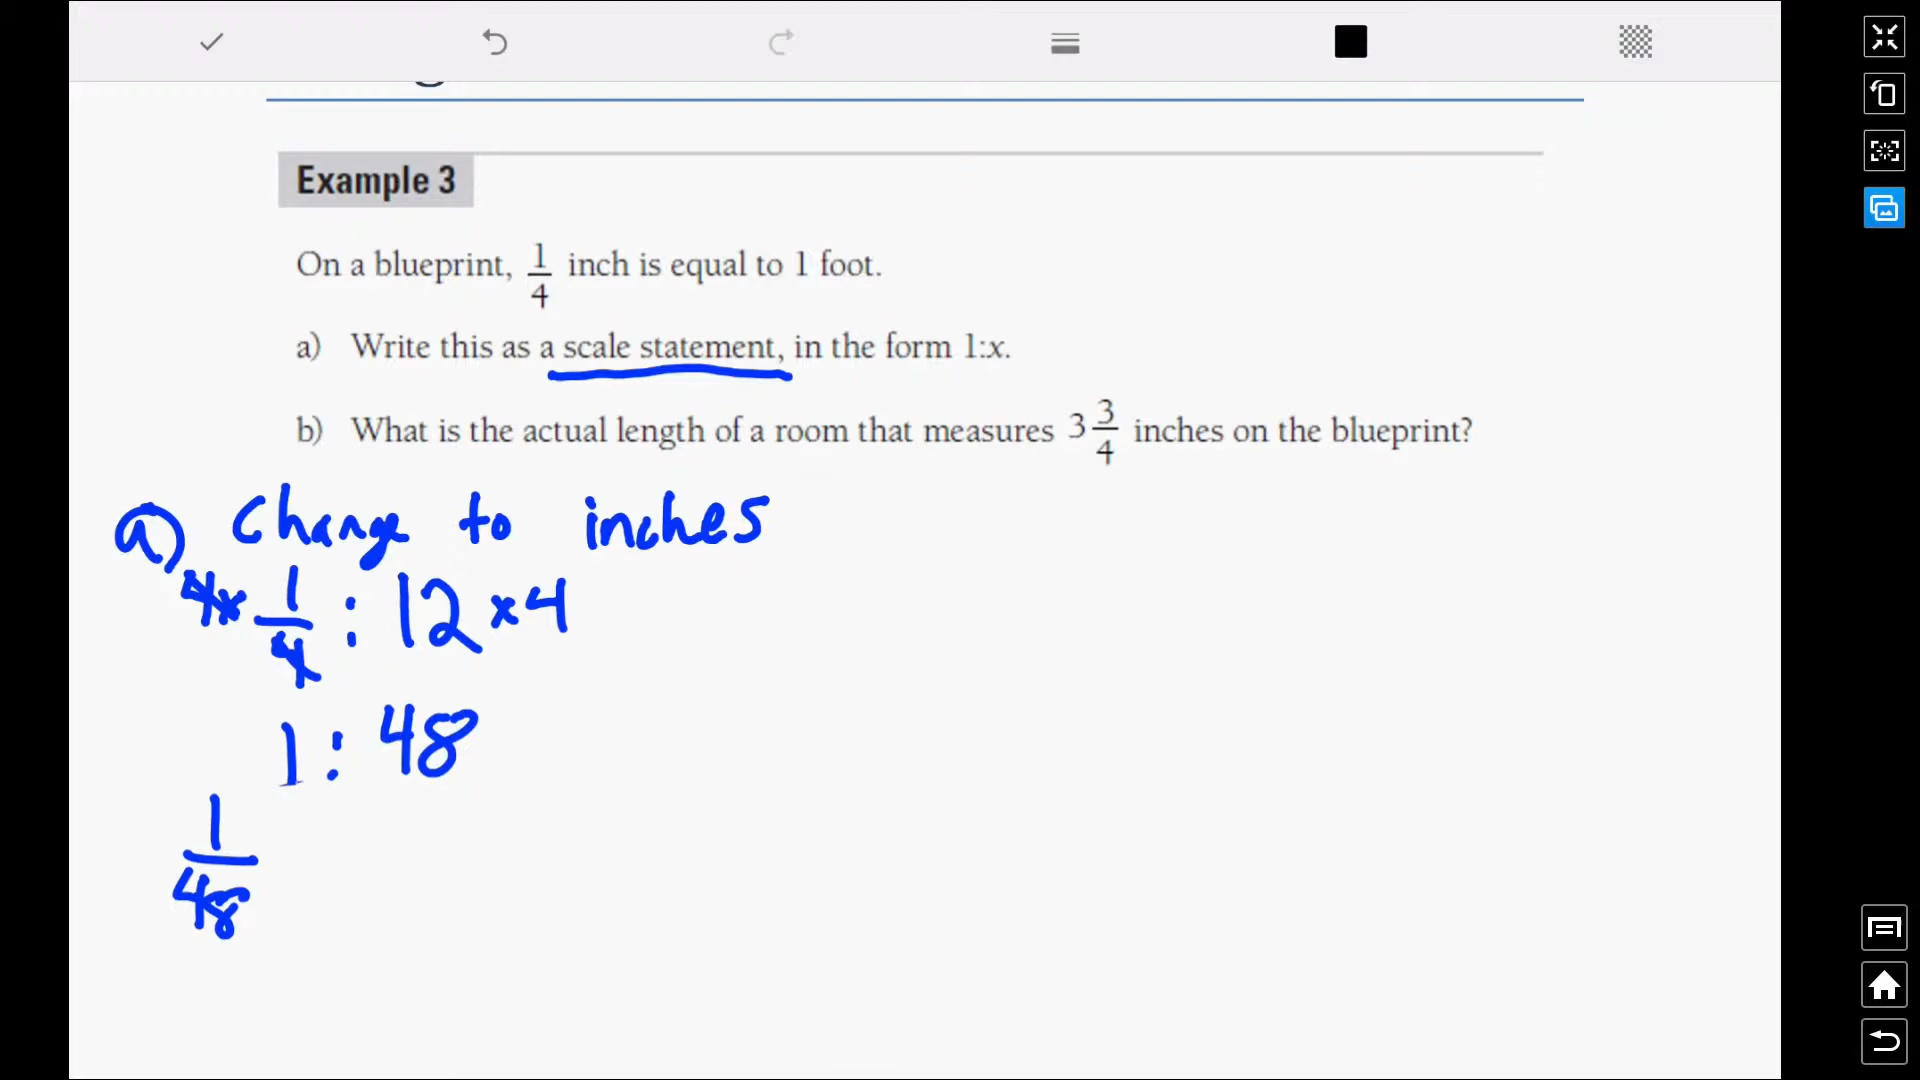 Example 3
On a blueprint, 1/4 inch is equal to 1 foot.
a) Write this as a scale statement, in the form 1:x.
b) What is the actual length of a room that measures 3 3/4 inches on the blueprint?
a) Change to inches
4x 1/4 : 12 x 4
1 : 48
1/48